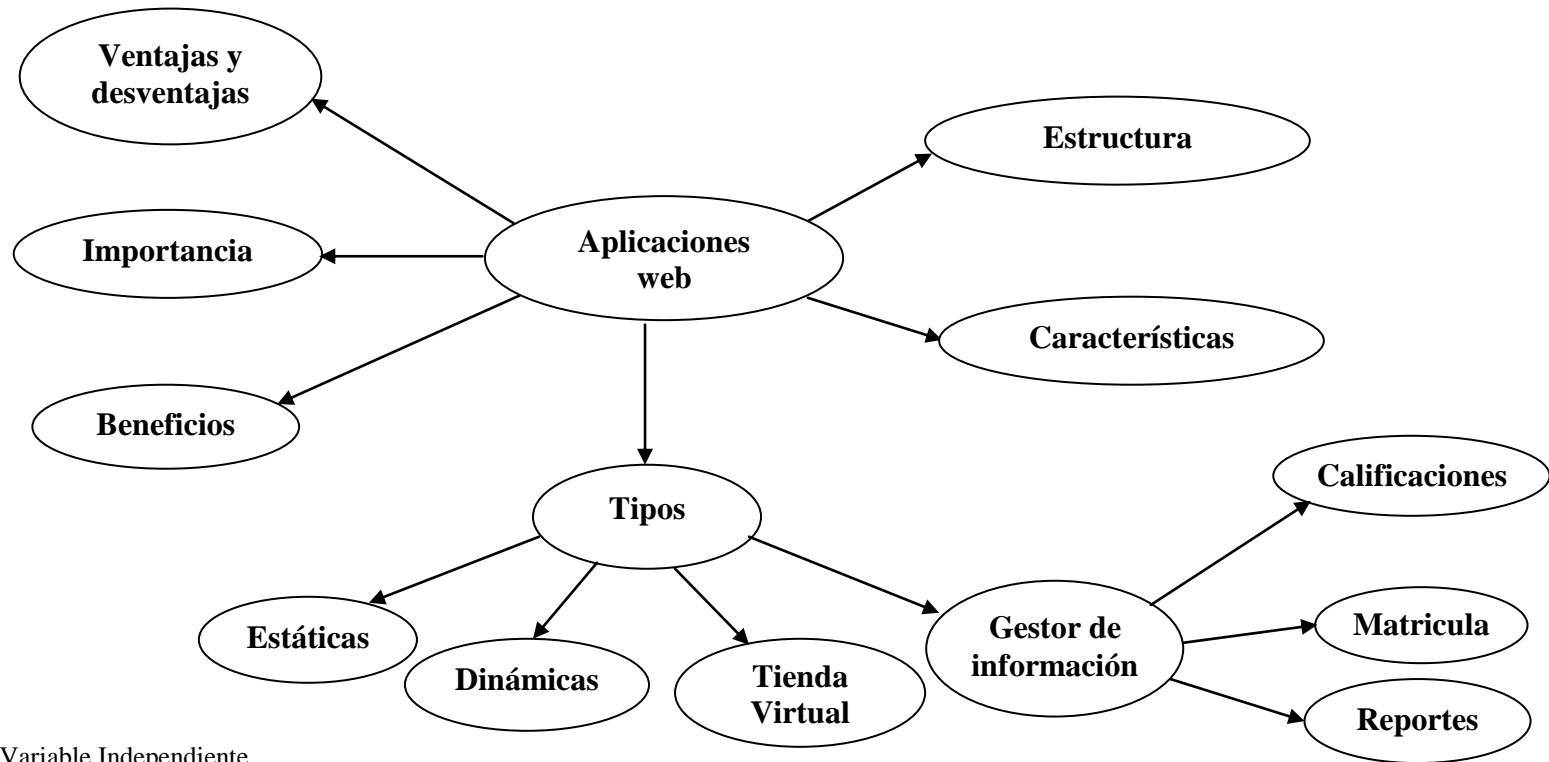 Ventajas y
desventajas
Estructura
Aplicaciones
web
Importancia
Característísticas
Beneficios
Tipos
Calificaciones
Estáticas
Dinámicas
Tienda
Virtual
Gestor de
información
Matricula
Reportes
Variable Independiente